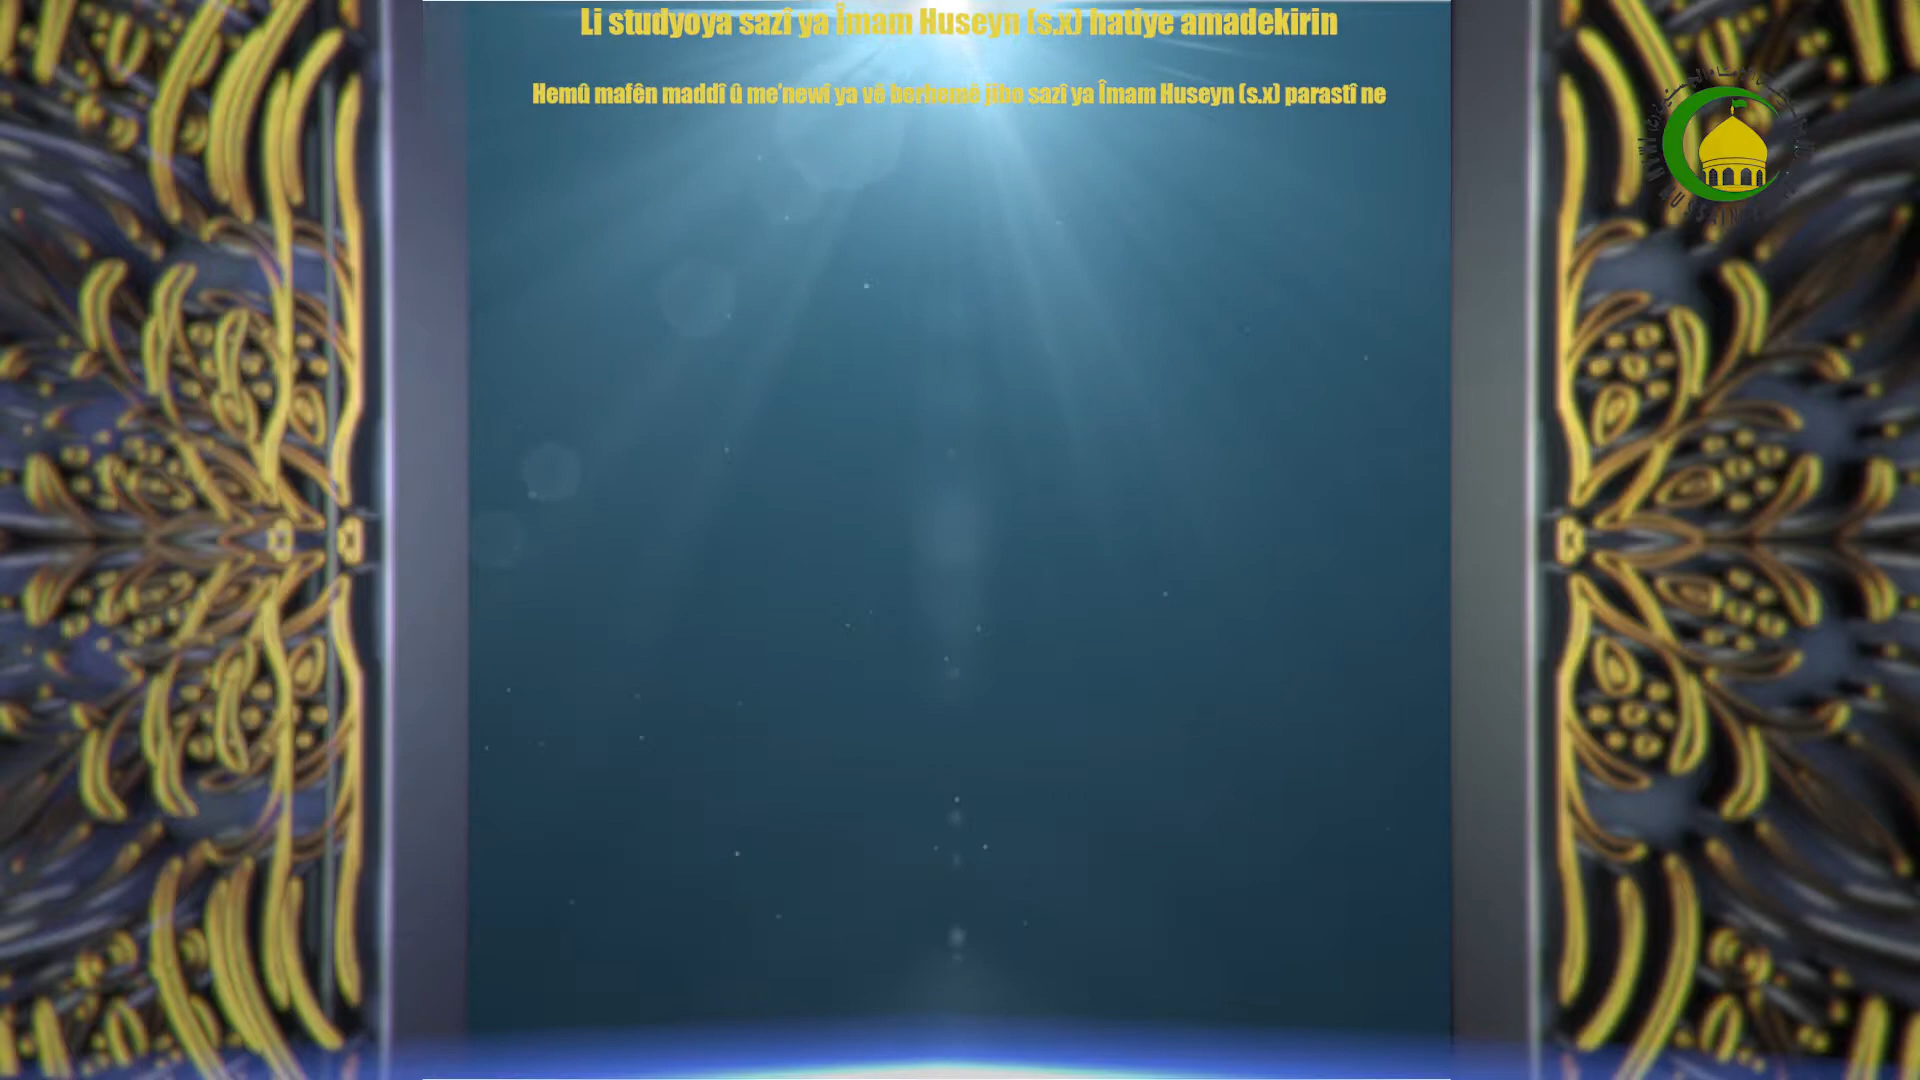 Li studyoya sazî ya Îmam Huseyn (s.x) hatîye amadekirin
Hemû mafên maddî û me'newî ya vê berhemê jibo sazî ya Îmam Huseyn (s.x) parastî ne